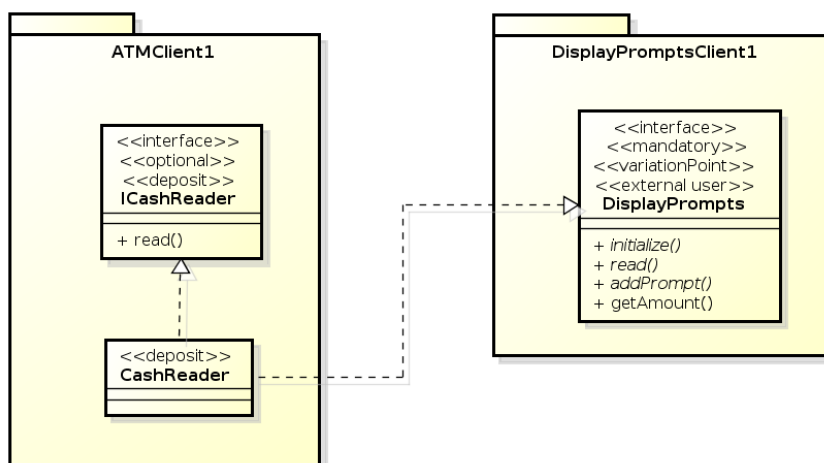 ATMClient1
<<interface>>
<<optional>>
<<deposit>>
ICashReader
+ read()
<<deposit>>
CashReader
DisplayPromptsClient1
<<interface>>
<<mandatory>>
<<variationPoint>>
<<external user>>
DisplayPrompts
+ initialize()
+ read()
+ addPrompt()
+ getAmount()